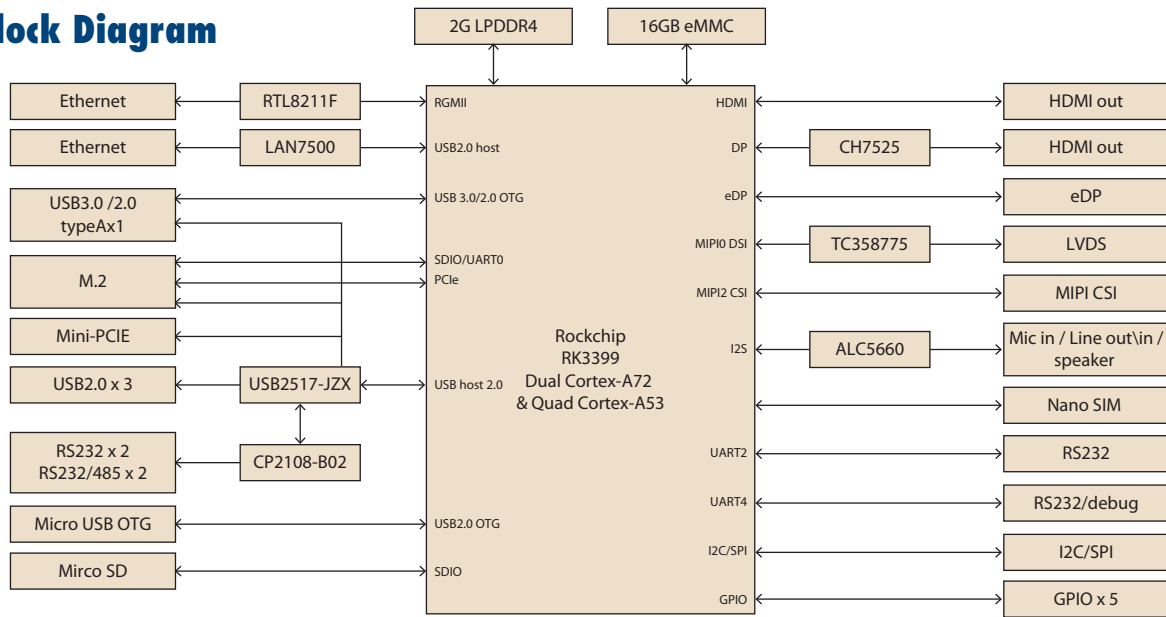 lock Diagram
2G LPDDR4
16GB eMMC
Ethernet
RTL8211F
RGMII
HDMI
HDMI out
Ethernet
LAN7500
USB2.0 host
DP
CH7525
HDMI out
USB3.0 /2.0
typeAx1
USB 3.0/2.0 OTG
eDP
eDP
MIPI0 DSI
TC358775
LVDS
M.2
SDIO/UART0
PCIe
MIPI2 CSI
MIPI CSI
Mini-PCIE
Rockchip
RK3399
Dual Cortex-A72
& Quad Cortex-A53
I2S
ALC5660
Mic in / Line out\in /
speaker
USB2.0 x 3
USB2517-JZX
USB host 2.0
Nano SIM
RS232 x 2
RS232/485 x 2
CP2108-B02
UART2
RS232
Micro USB OTG
USB2.0 OTG
UART4
RS232/debug
Mirco SD
SDIO
I2C/SPI
I2C/SPI
GPIO
GPIO x 5